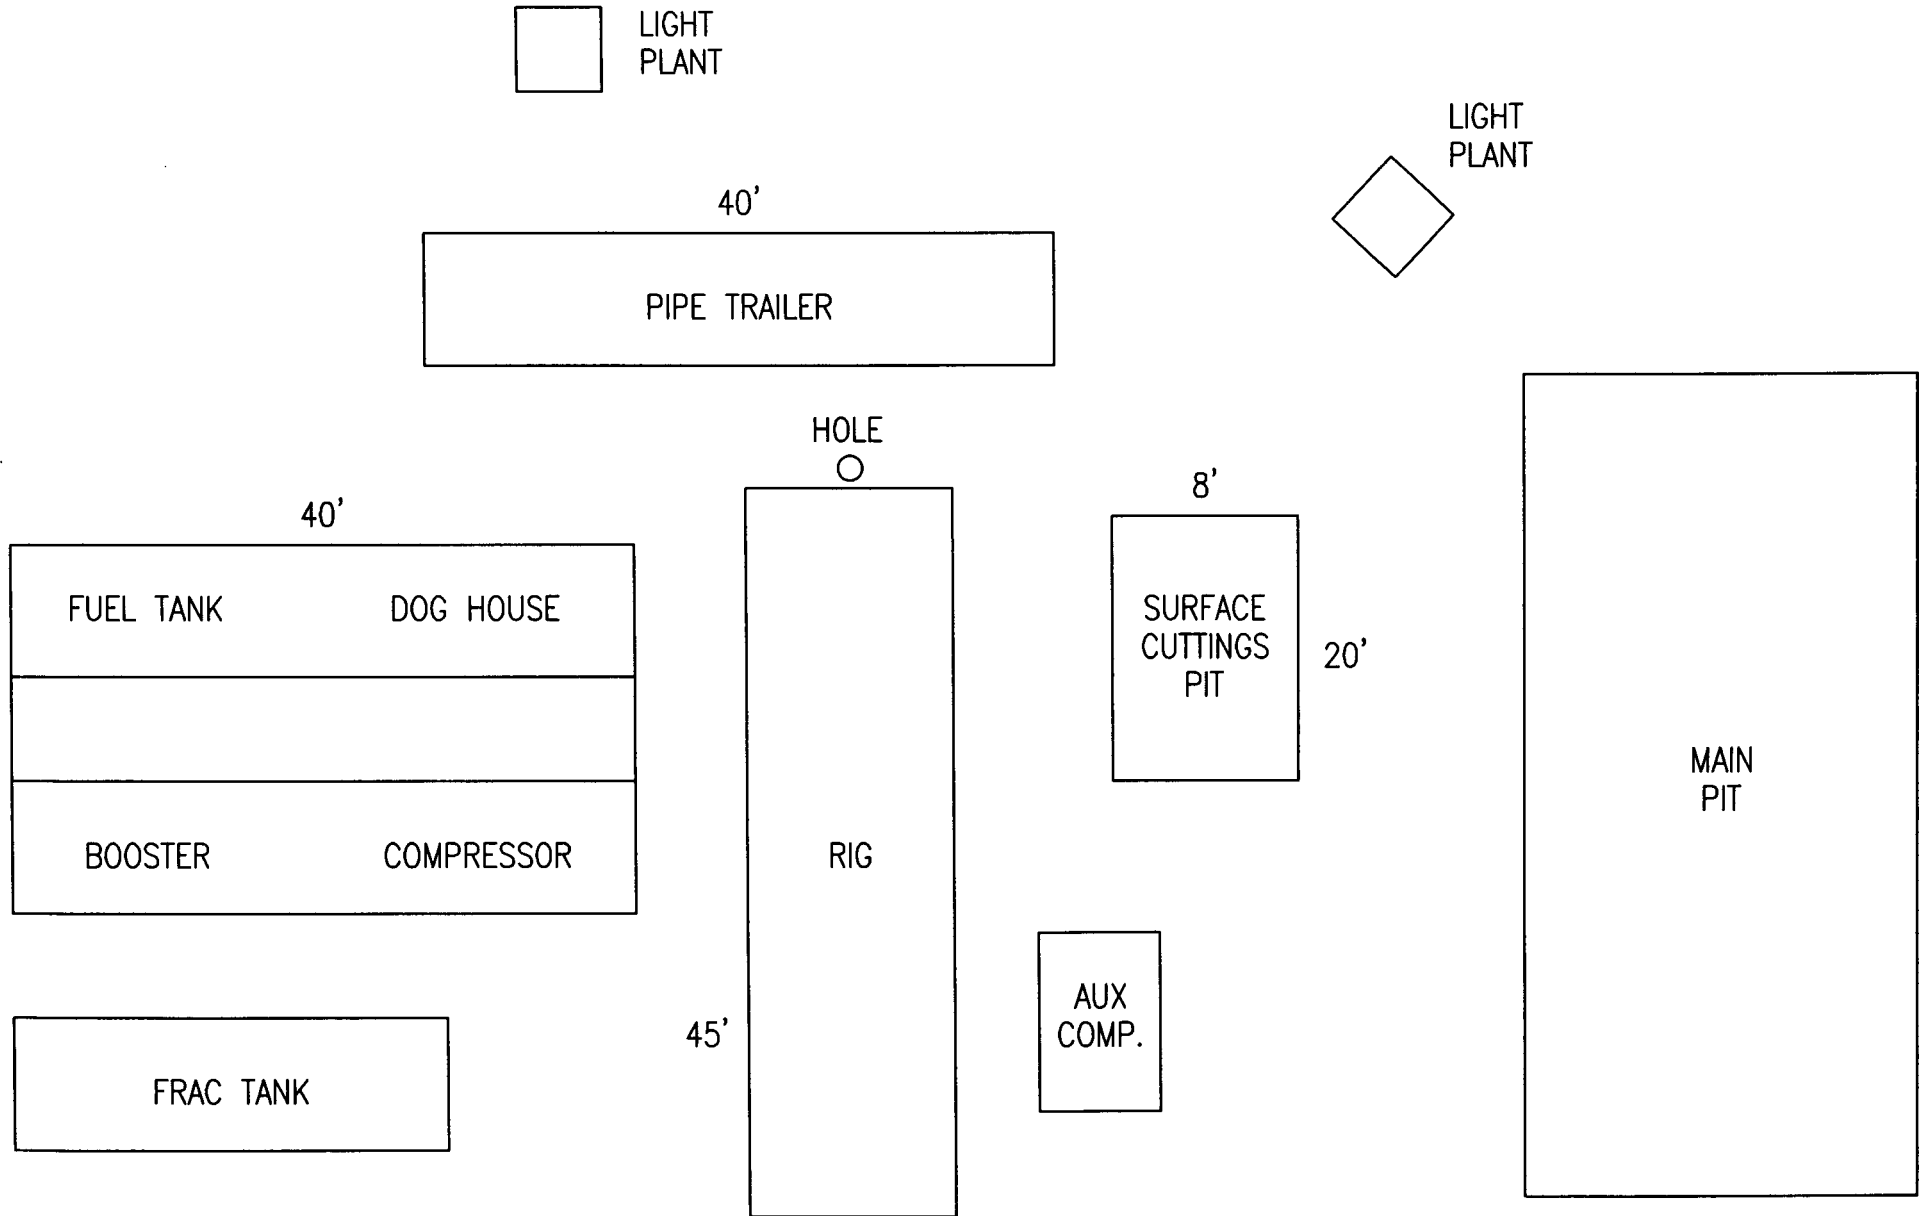 LIGHT
PLANT
LIGHT
PLANT
40'
PIPE TRAILER
HOLE
8'
40'
FUEL TANK
DOG HOUSE
SURFACE
CUTTINGS
PIT
20'
MAIN
PIT
BOOSTER
COMPRESSOR
RIG
AUX
COMP.
45'
FRAC TANK